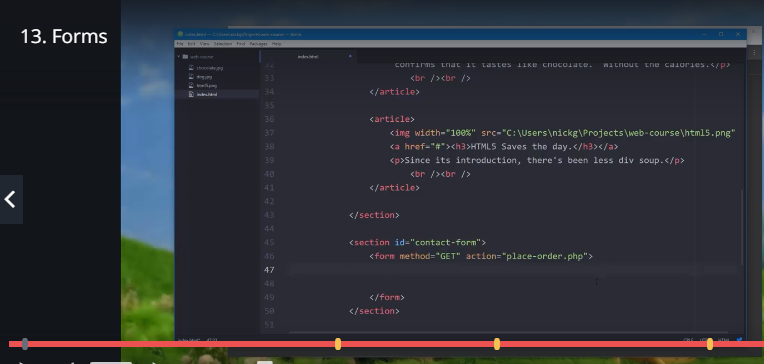 13. Forms
index.html — C:\Users\nickg\Projects\web-course — Atom
File Edit View Selection Find Packages Help
web-course
index.html
chocolate.jpg
dog.jpg
html5.png
index.html
32 confirms that it tastes like chocolate. Without the calories.</p>
33 <br /><br />
34 </article>
35
36 <article>
37 <img width="100%" src="C:\Users\nickg\Projects\web-course\html5.png"
38 <a href="#"><h3>HTML5 Saves the day.</h3></a>
39 <p>Since its introduction, there's been less div soup.</p>
40 <br /><br />
41 </article>
42
43 </section>
44
45 <section id="contact-form">
46 <form method="GET" action="place-order.php">
47
48
49 </form>
50 </section>
51